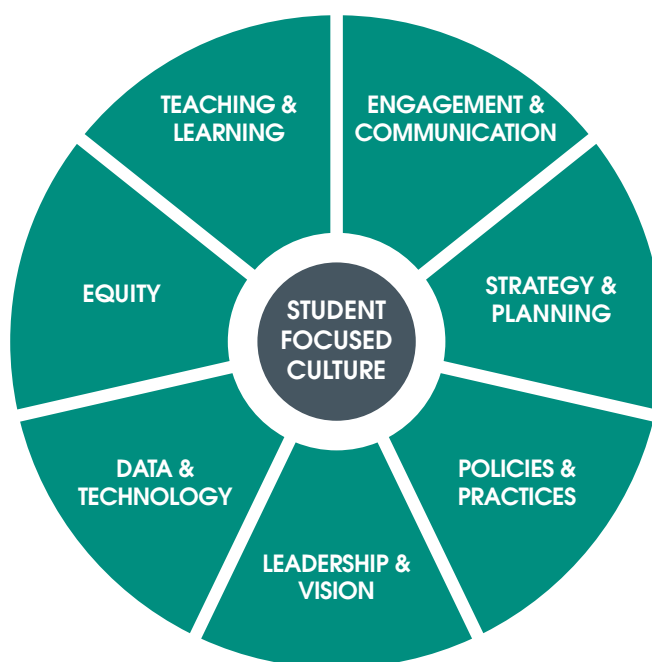 TEACHING &
LEARNING
ENGAGEMENT &
COMMUNICATION
EQUITY
STRATEGY &
PLANNING
STUDENT
FOCUSED
CULTURE
DATA &
TECHNOLOGY
POLICIES &
PRACTICES
LEADERSHIP &
VISION